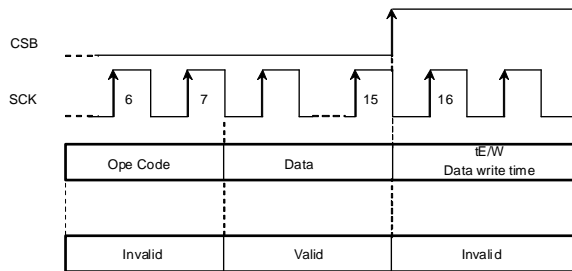 CSB
SCK
6 7 15 16
Ope Code Data tE/W
Data write time
Invalid Valid Invalid